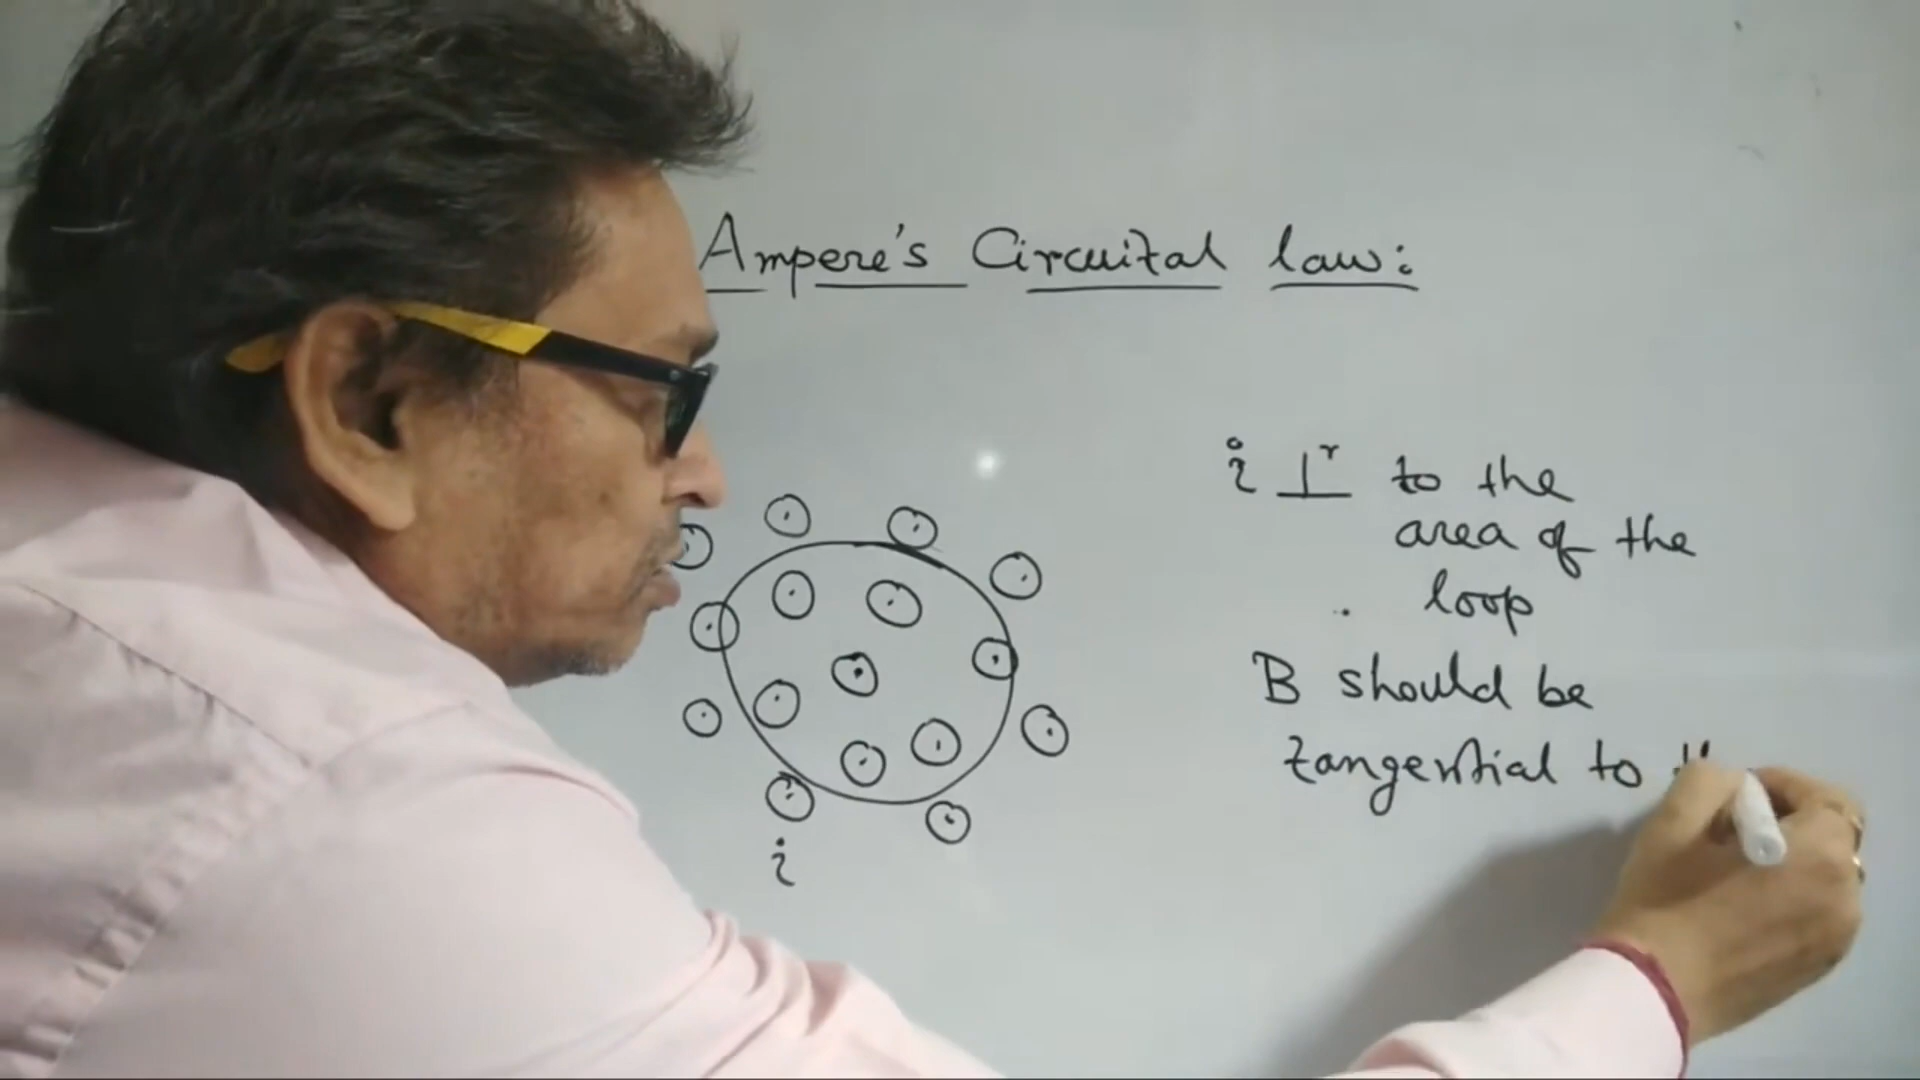 Ampere's Circuital law:
i ⊥r to the
area of the
loop
B should be
tangential to
i